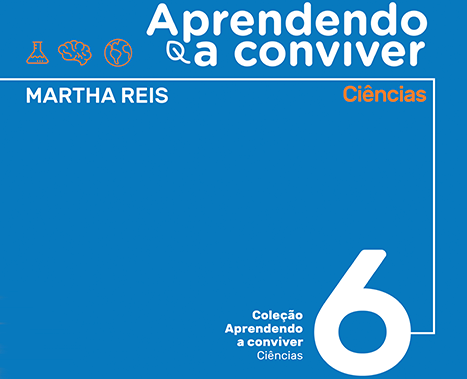 Aprendendo
a conviver
MARTHA REIS
Ciências
Coleção
Aprendendo
a conviver
Ciências
6